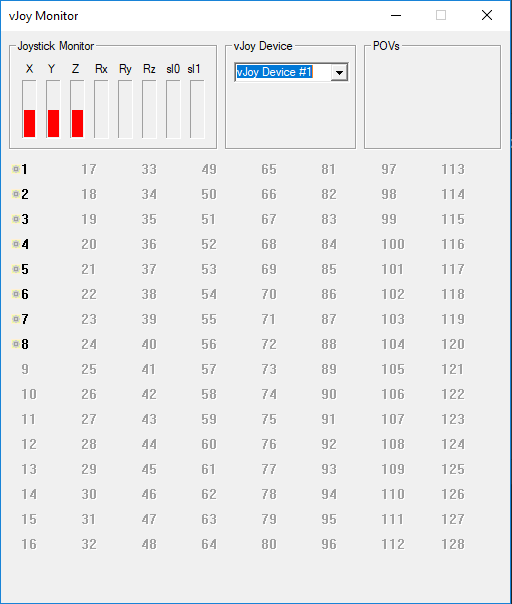 vJoy Monitor
Joystick Monitor
X Y Z Rx Ry Rz sl0 sl1
vJoy Device
vJoy Device #1
POVs
1 17 33 49 65 81 97 113
2 18 34 50 66 82 98 114
3 19 35 51 67 83 99 115
4 20 36 52 68 84 100 116
5 21 37 53 69 85 101 117
6 22 38 54 70 86 102 118
7 23 39 55 71 87 103 119
8 24 40 56 72 88 104 120
9 25 41 57 73 89 105 121
10 26 42 58 74 90 106 122
11 27 43 59 75 91 107 123
12 28 44 60 76 92 108 124
13 29 45 61 77 93 109 125
14 30 46 62 78 94 110 126
15 31 47 63 79 95 111 127
16 32 48 64 80 96 112 128